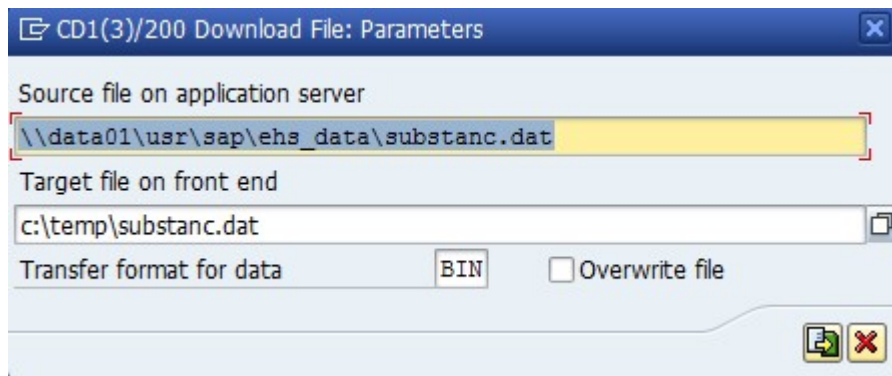 CD1(3)/200 Download File: Parameters
Source file on application server
\\data01\usr\sap\ehs_data\substanc.dat
Target file on front end
c:\temp\substanc.dat
Transfer format for data BIN Overwrite file